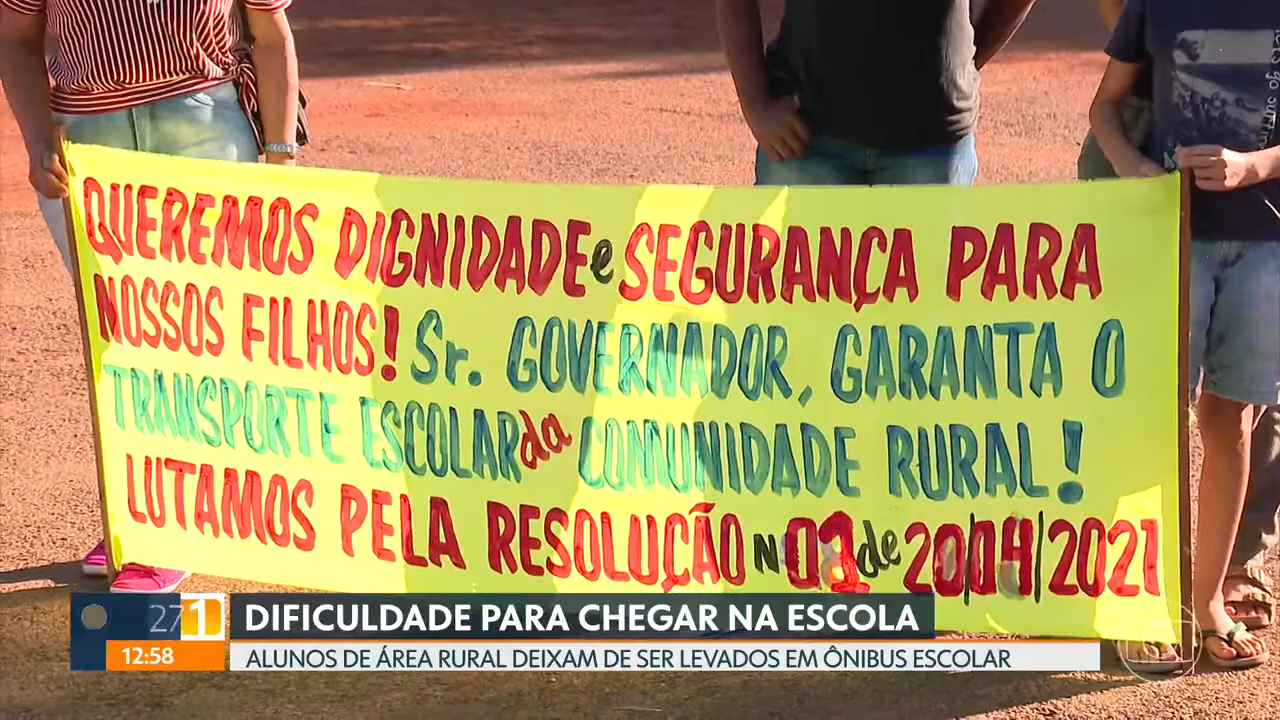 QUEREMOS DIGNIDADE e SEGURANÇA PARA
NOSSOS FILHOS! Sr. GOVERNADOR, GARANTA O
TRANSPORTE ESCOLAR da COMUNIDADE RURAL!
LUTAMOS PELA RESOLUÇÃO N 02 de 20/04/2021
27 1 DIFICULDADE PARA CHEGAR NA ESCOLA
12:58 ALUNOS DE ÁREA RURAL DEIXAM DE SER LEVADOS EM ÔNIBUS ESCOLAR